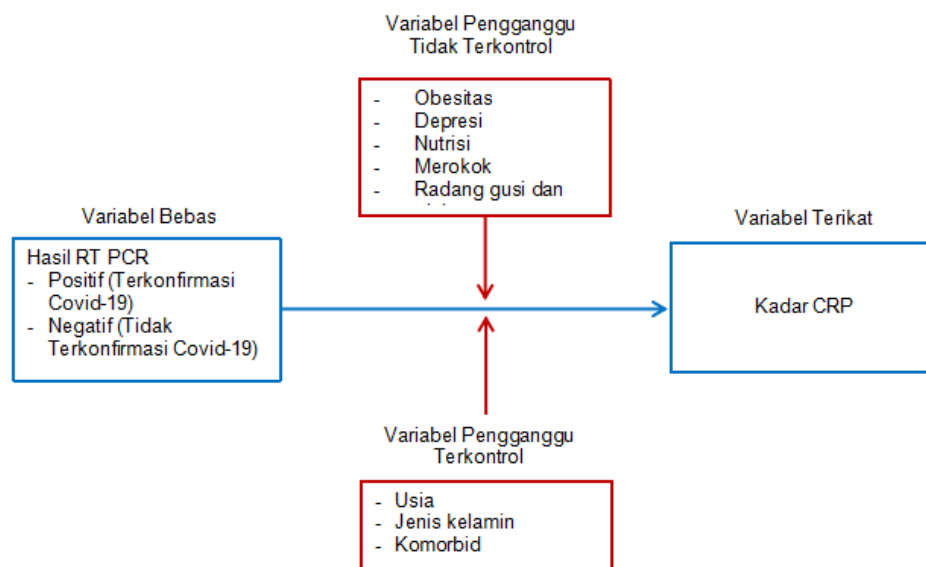 Variabel Pengganggu
Tidak Terkontrol
- Obesitas
- Depresi
- Nutrisi
- Merokok
- Radang gusi dan
Variabel Bebas
Hasil RT PCR
- Positif (Terkonfirmasi
Covid-19)
- Negatif (Tidak
Terkonfirmasi Covid-19)
Variabel Terikat
Kadar CRP
Variabel Pengganggu
Terkontrol
- Usia
- Jenis kelamin
- Komorbid